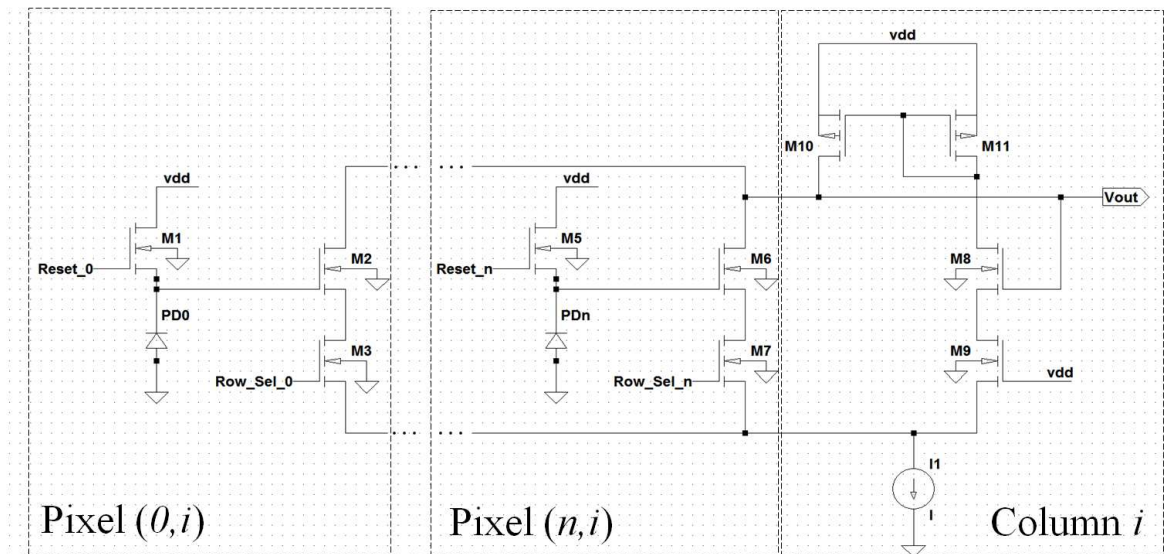 vdd
M10
M11
vdd
M1
Reset_0
M2
PD0
M3
Row_Sel_0
vdd
M5
Reset_n
M6
PDn
M7
Row_Sel_n
Vout
M8
M9
vdd
I1
I
Pixel (0,i)
Pixel (n,i)
Column i